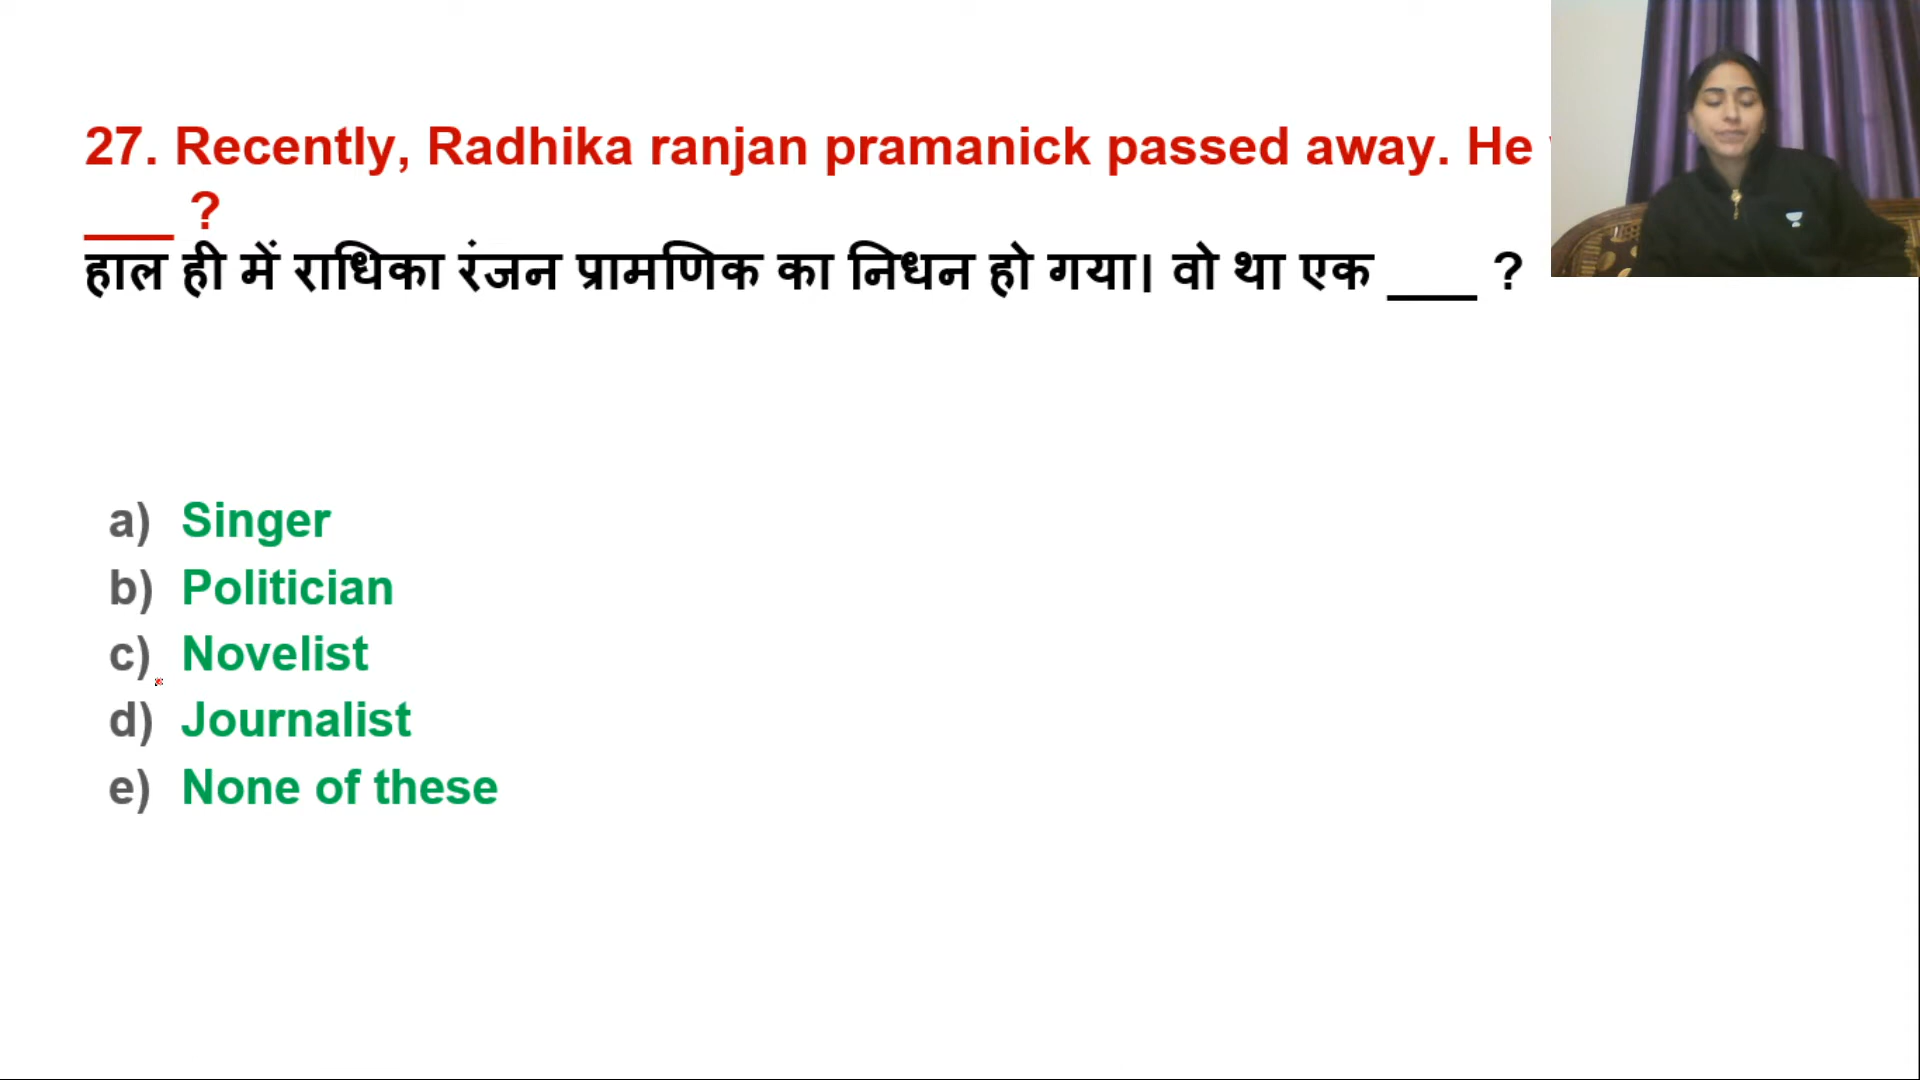 27. Recently, Radhika ranjan pramanick passed away. He
___ ?
हाल ही में राधिका रंजन प्रामणिक का निधन हो गया। वो था एक ___ ?
a) Singer
b) Politician
c) Novelist
d) Journalist
e) None of these